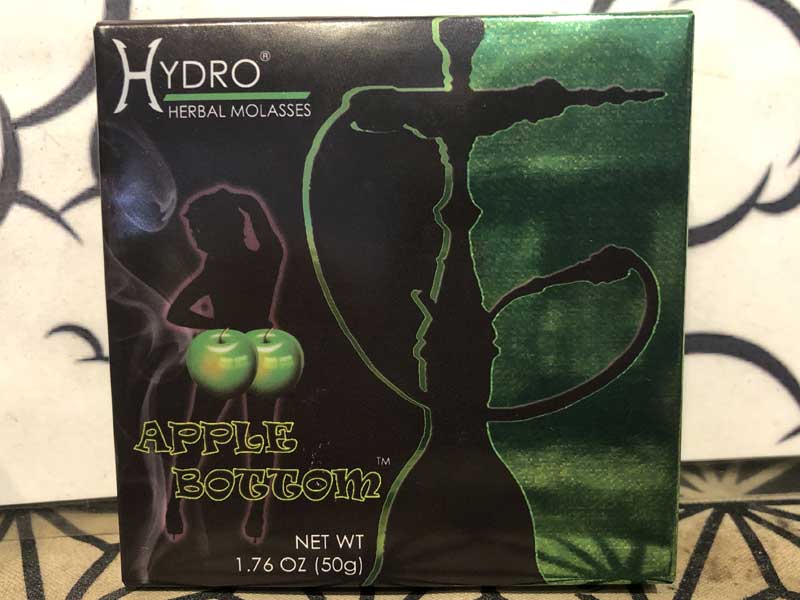 HYDRO®
HERBAL MOLASSES
APPLE
BOTTOM™
NET WT
1.76 OZ (50g)